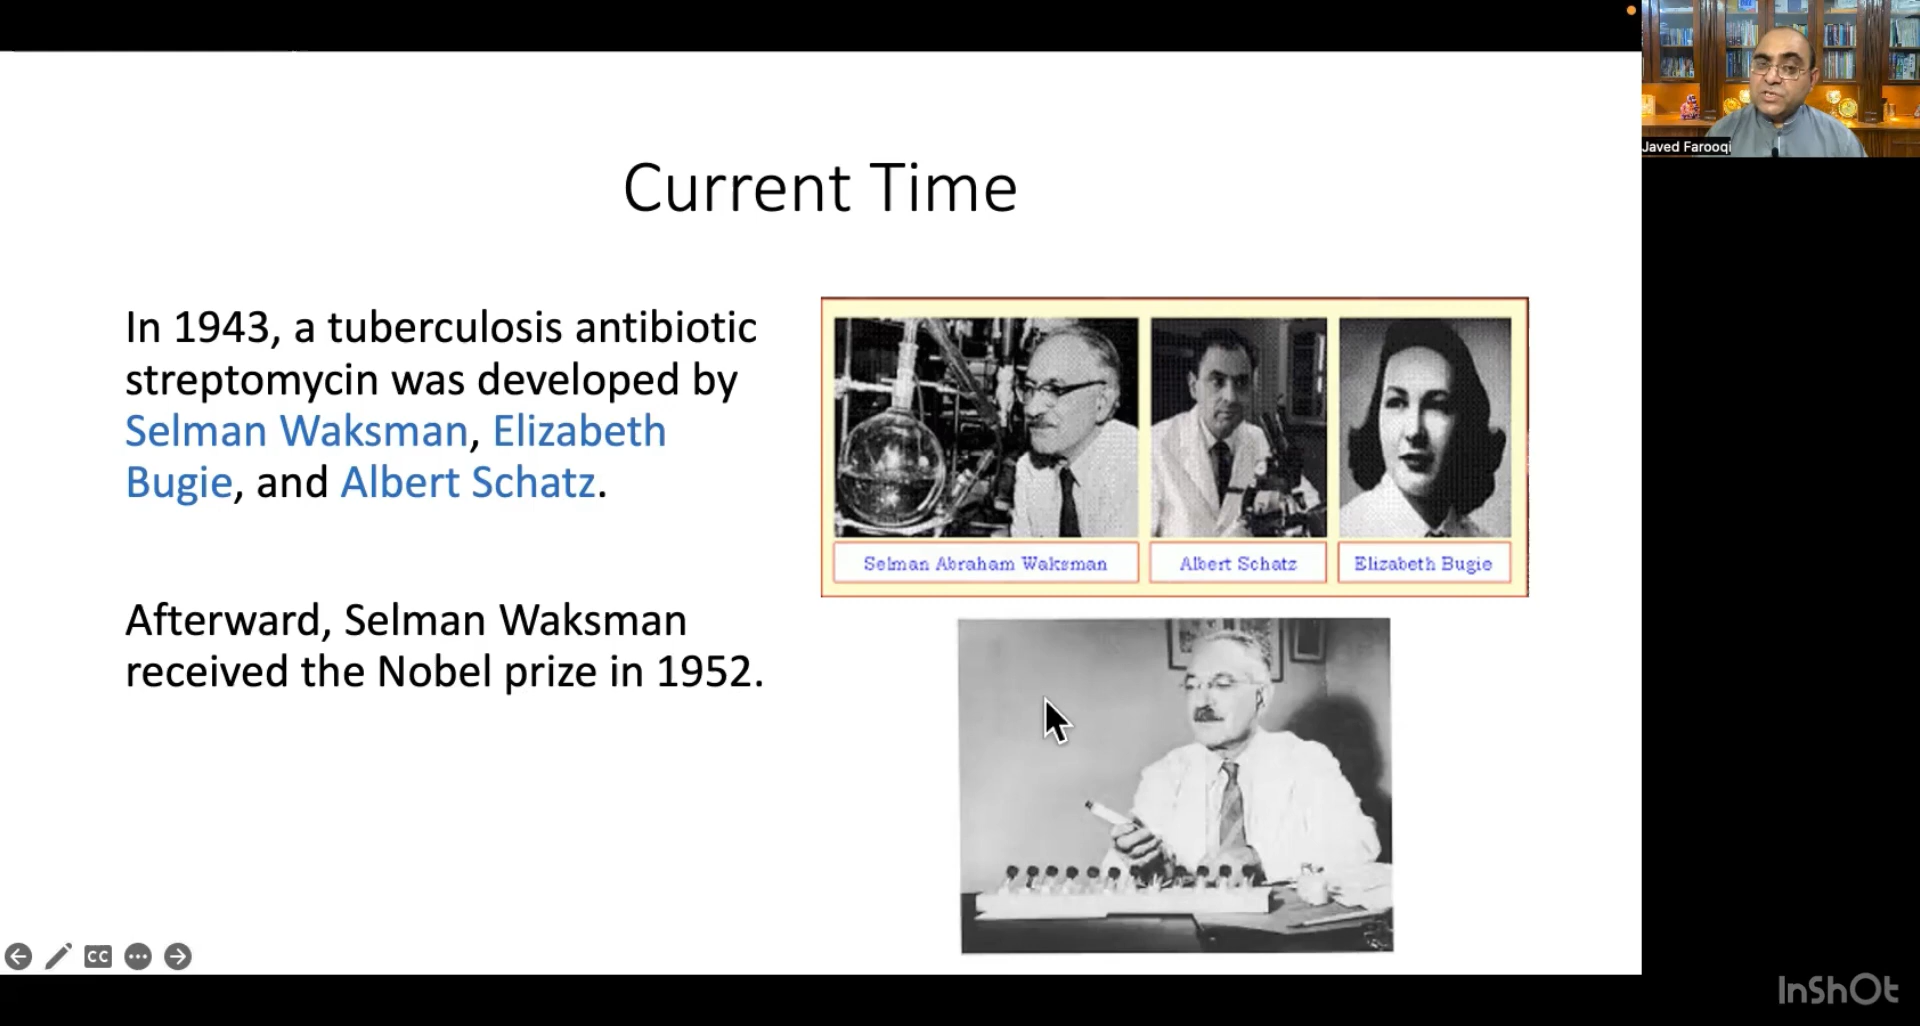 Javed Farooqi
Current Time
In 1943, a tuberculosis antibiotic
streptomycin was developed by
Selman Waksman, Elizabeth
Bugie, and Albert Schatz.
Afterward, Selman Waksman
received the Nobel prize in 1952.
Selman Abraham Waksman
Albert Schatz
Elizabeth Bugie
CC
InShOt